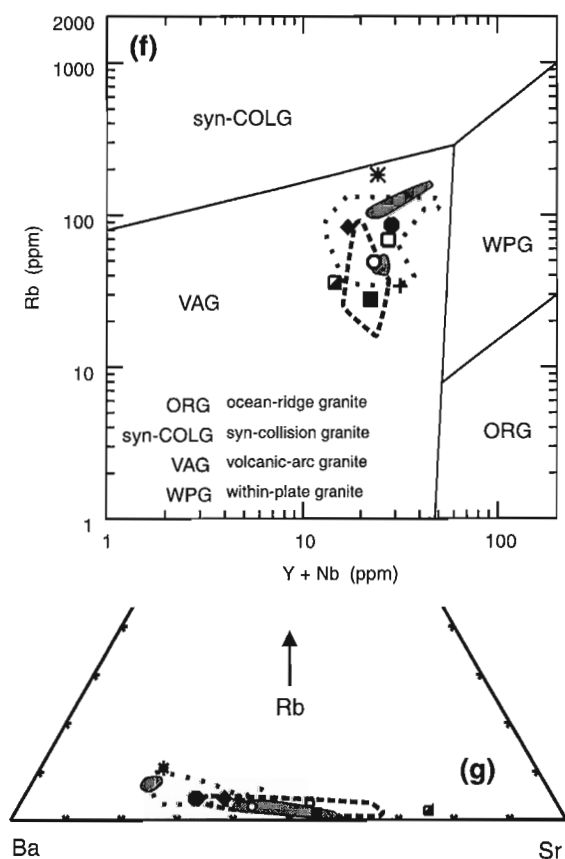 2000
(f)
1000
syn-COLG
100
WPG
Rb (ppm)
VAG
10
ORG ocean-ridge granite
syn-COLG syn-collision granite
ORG
VAG volcanic-arc granite
WPG within-plate granite
1
1
10
100
Y + Nb (ppm)
Rb
(g)
Ba
Sr